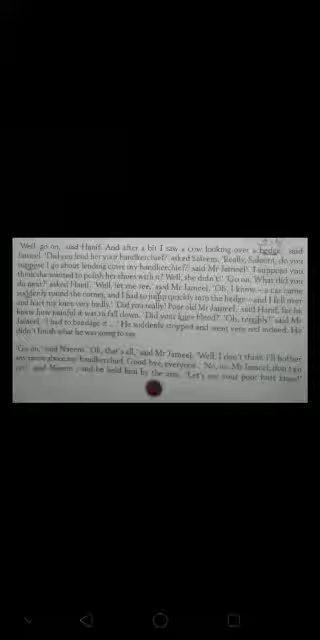 'Well, go on,' said Hanif. 'And after a bit I saw a cow looking over a hedge,' said
Jameel. 'Did you lend her your handkerchief?' asked Saleem. 'Really, Saleem, do you
suppose I go about lending cows my handkerchief?' said Mr Jameel. 'I suppose you
think she wanted to polish her shoes with it? Well, she didn't!' 'Go on. What did you
do next?' asked Hanif. 'Well, let me see,' said Mr Jameel. 'Oh, I know – a car came
suddenly round the corner, and I had to jump quickly into the hedge – and I fell over
and hurt my knee very badly.' 'Did you really? Poor old Mr Jameel,' said Hanif, for he
knew how painful it was to fall down. 'Did your knee bleed?' 'Oh, terribly!' said Mr
Jameel. 'I had to bandage it ...' He suddenly stopped and went very red indeed. He
didn't finish what he was going to say.
'Go on,' said Naeem. 'Oh, that's all,' said Mr Jameel. 'Well, I don't think I'll bother
any more about my handkerchief. Good-bye, everyone.' 'No, no, Mr Jameel, don't go
yet,' said Naeem, and he held him by the arm. 'Let's see your poor hurt knee!'